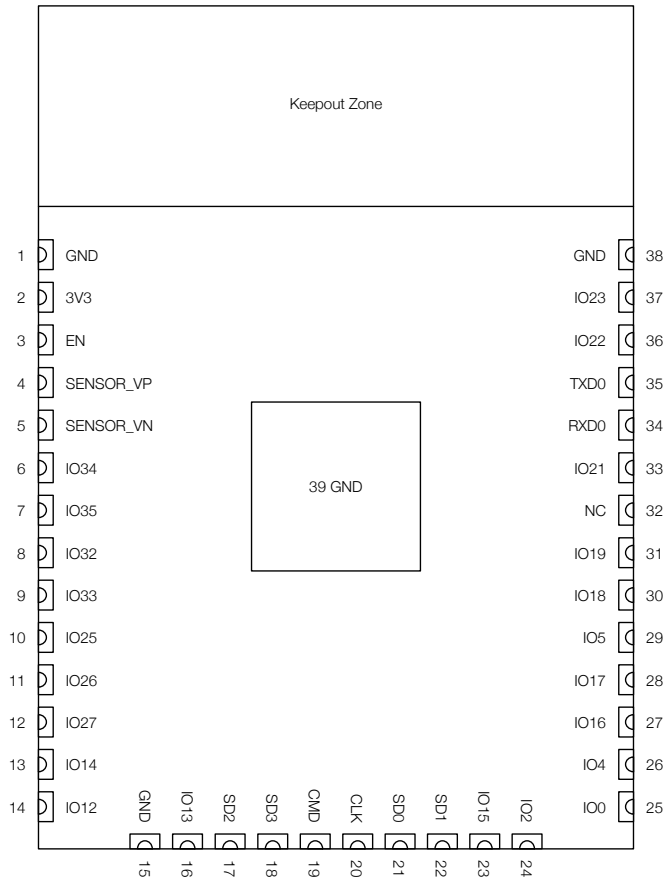 Keepout Zone
1 GND
2 3V3
3 EN
4 SENSOR_VP
5 SENSOR_VN
6 IO34
7 IO35
8 IO32
9 IO33
10 IO25
11 IO26
12 IO27
13 IO14
14 IO12
39 GND
GND 38
IO23 37
IO22 36
TXD0 35
RXD0 34
IO21 33
NC 32
IO19 31
IO18 30
IO5 29
IO17 28
IO16 27
IO4 26
IO0 25
GND 15
IO13 16
SD2 17
SD3 18
CMD 19
CLK 20
SD0 21
SD1 22
IO15 23
IO2 24